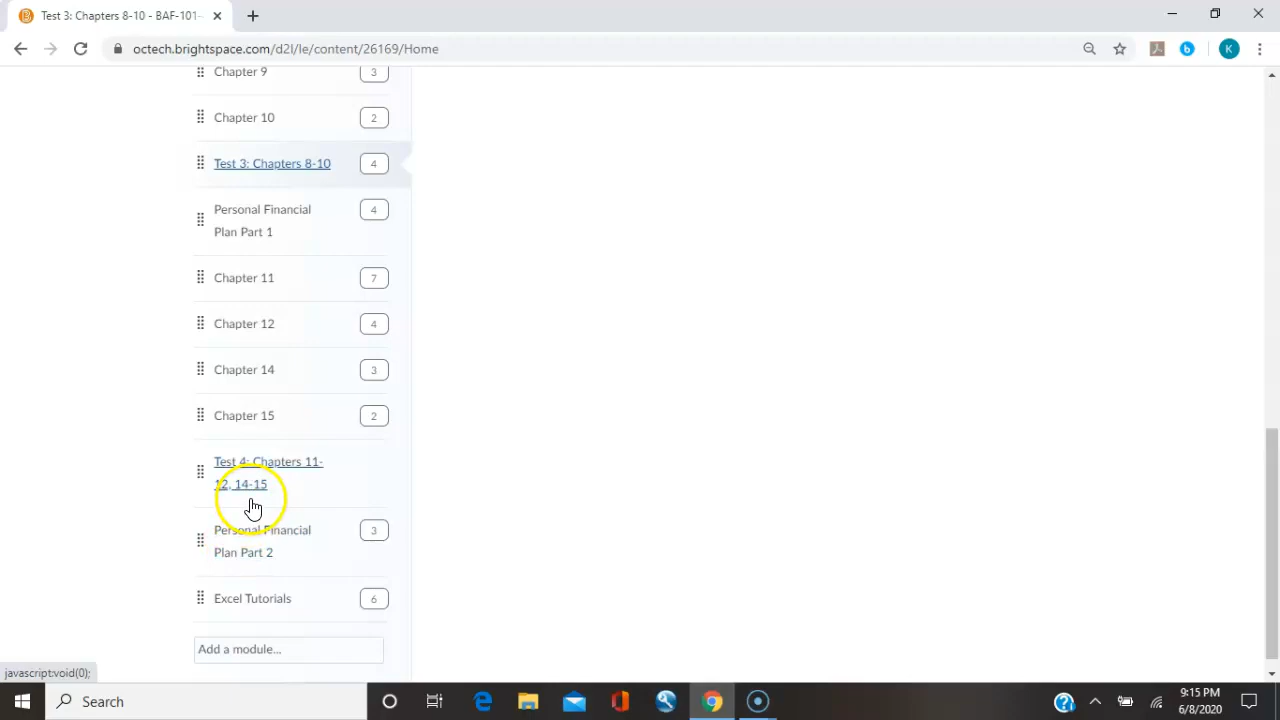 Test 3: Chapters 8-10 - BAF-101-
octech.brightspace.com/d2l/le/content/26169/Home
K
Chapter 9
3
Chapter 10
2
Test 3: Chapters 8-10
4
Personal Financial
Plan Part 1
4
Chapter 11
7
Chapter 12
4
Chapter 14
3
Chapter 15
2
Test 4: Chapters 11-
12, 14-15
Personal Financial
Plan Part 2
3
Excel Tutorials
6
Add a module...
javascript:void(0);
Search
9:15 PM
6/8/2020